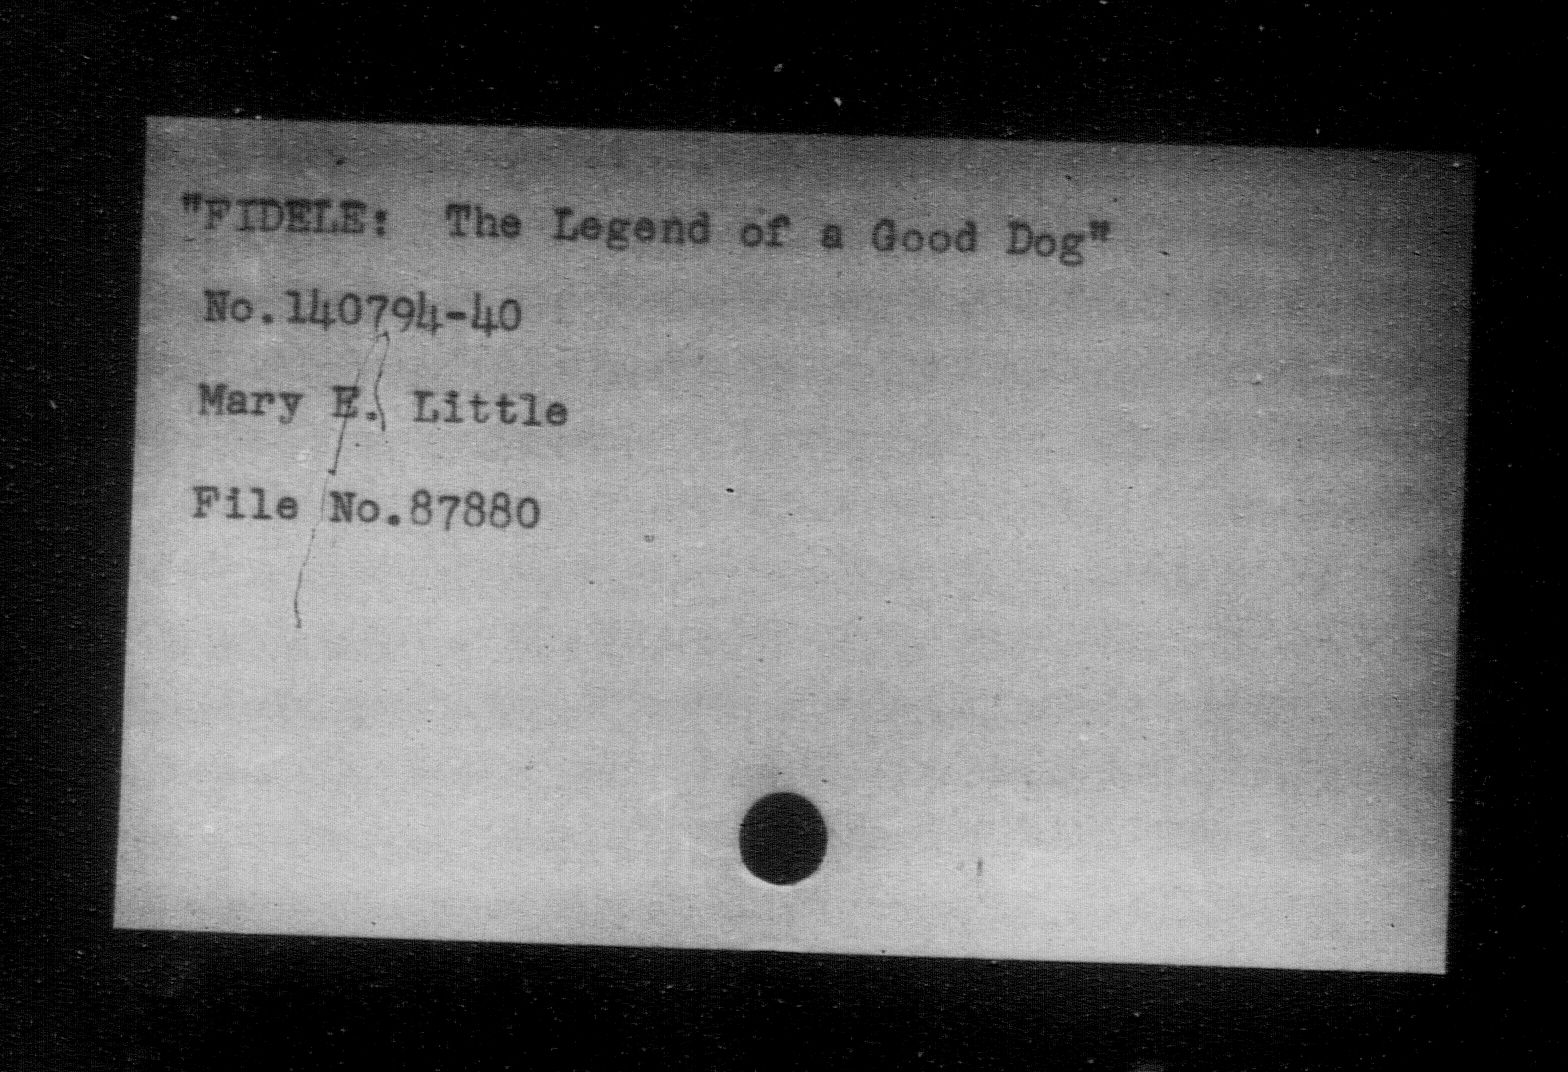 "FIDELE: The Legend of a Good Dog"
No.140794-40
Mary E. Little
File No.87880